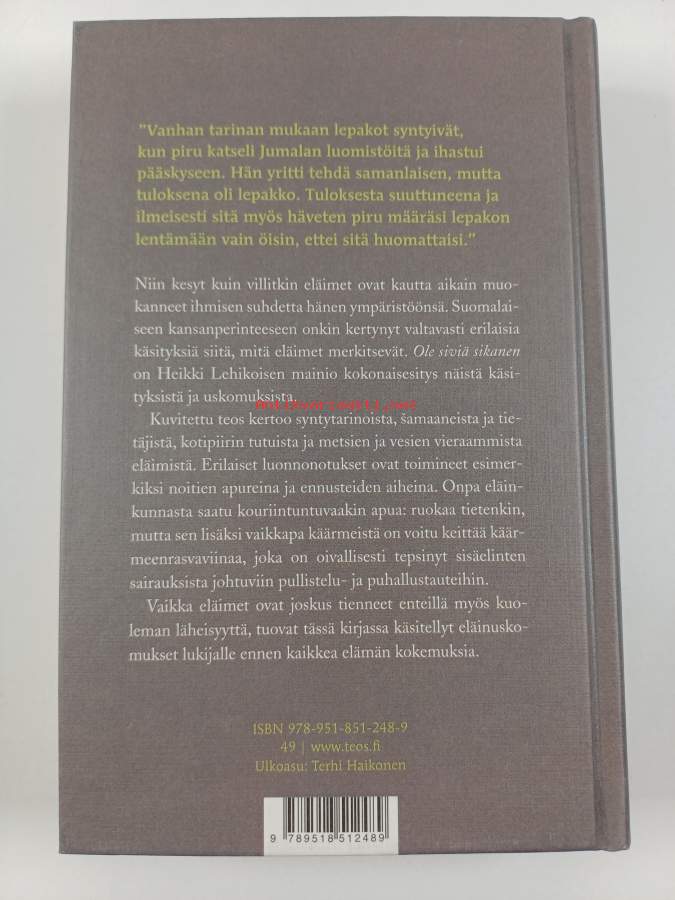 "Vanhan tarinan mukaan lepakot syntyivät,
kun piru katseli Jumalan luomistöitä ja ihastui
pääskyseen. Hän yritti tehdä samanlaisen, mutta
tuloksena oli lepakko. Tuloksesta suuttuneena ja
ilmeisesti sitä myös häveten piru määräsi lepakon
lentämään vain öisin, ettei sitä huomattaisi."
Niin kesyt kuin villitkin eläimet ovat kautta aikain muo-
kanneet ihmisen suhdetta hänen ympäristöönsä. Suomalai-
seen kansanperinteeseen onkin kertynyt valtavasti erilaisia
käsityksiä siitä, mitä eläimet merkitsevät. Ole siviä sikanen
on Heikki Lehikoisen mainio kokonaisesitys näistä käsi-
tyksistä ja uskomuksista.
Antikvariaatti.net
Kuvitettu teos kertoo syntytarinoista, šamaaneista ja tie-
täjistä, kotipiirin tutuista ja metsien ja vesien vieraammista
eläimistä. Erilaiset luonnonotukset ovat toimineet esimer-
kiksi noitien apureina ja ennusteiden aiheina. Onpa eläin-
kunnasta saatu kouriintuntuvaakin apua: ruokaa tietenkin,
mutta sen lisäksi vaikkapa käärmeistä on voitu keittää käär-
meenrasvaviinaa, joka on oivallisesti tepsinyt sisäelinten
sairauksista johtuviin pullistelu- ja puhallustauteihin.
Vaikka eläimet ovat joskus tienneet enteillä myös kuo-
leman läheisyyttä, tuovat tässä kirjassa käsitellyt eläinusko-
mukset lukijalle ennen kaikkea elämän kokemuksia.
ISBN 978-951-851-248-9
49 | www.teos.fi
Ulkoasu: Terhi Haikonen
9 789518 512489